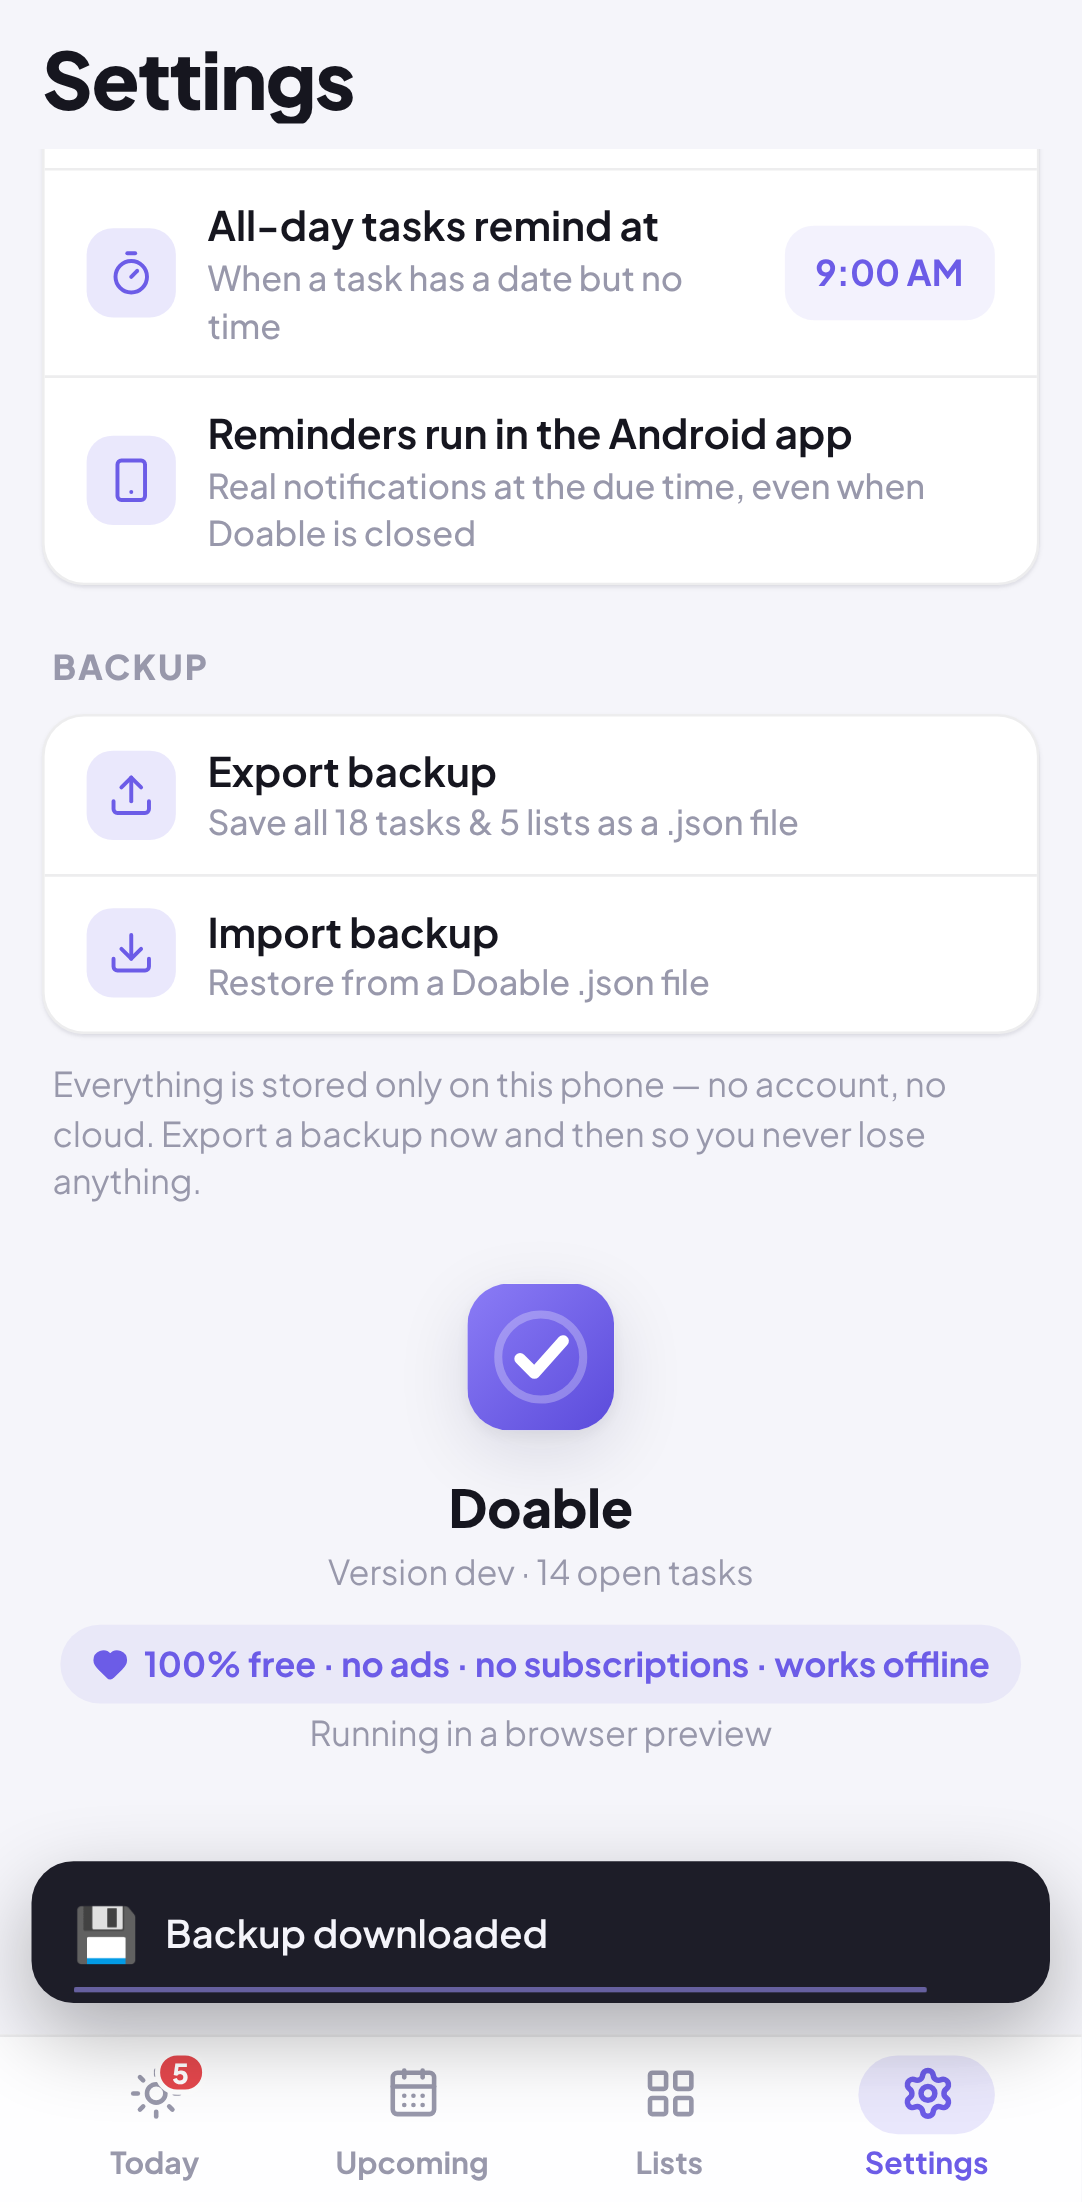 Settings
All-day tasks remind at
When a task has a date but no
time
9:00 AM
Reminders run in the Android app
Real notifications at the due time, even when
Doable is closed
BACKUP
Export backup
Save all 18 tasks & 5 lists as a .json file
Import backup
Restore from a Doable .json file
Everything is stored only on this phone — no account, no
cloud. Export a backup now and then so you never lose
anything.
Doable
Version dev · 14 open tasks
100% free · no ads · no subscriptions · works offline
Running in a browser preview
Backup downloaded
5
Today
Upcoming
Lists
Settings